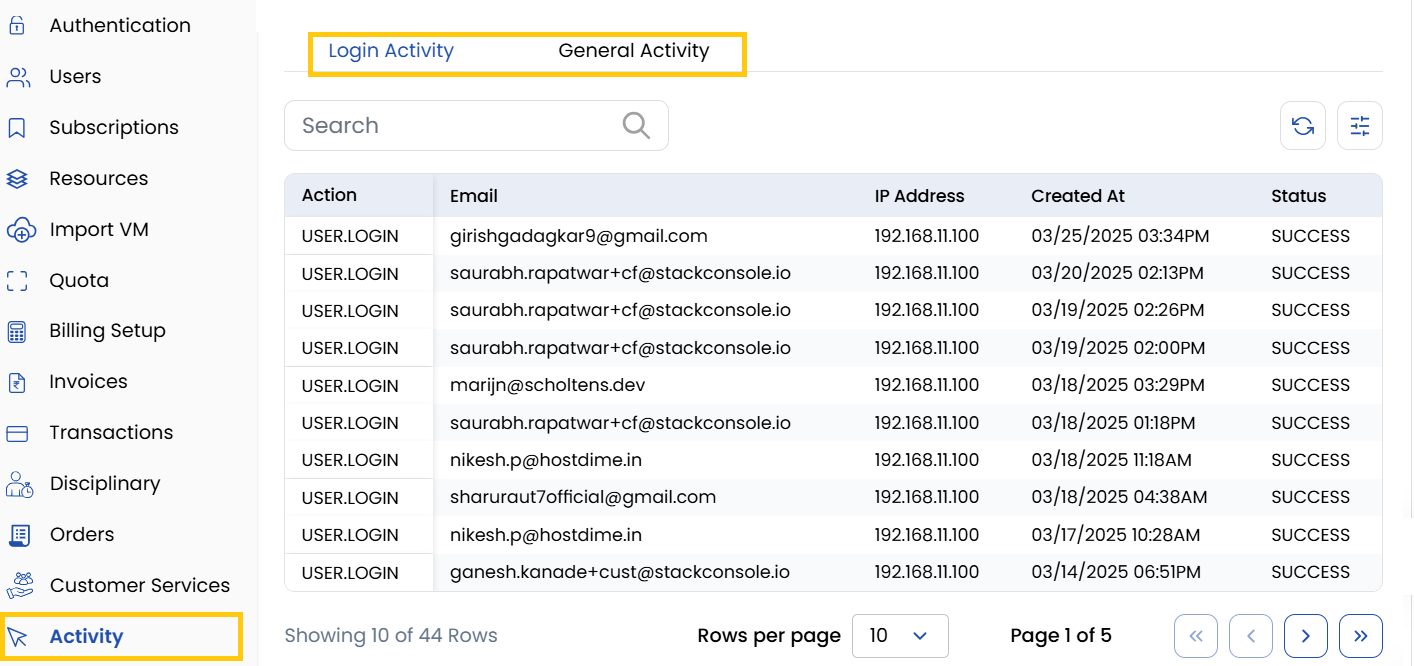 Authentication
Users
Subscriptions
Resources
Import VM
Quota
Billing Setup
Invoices
Transactions
Disciplinary
Orders
Customer Services
Activity
Login Activity General Activity
Search
Action Email IP Address Created At Status
USER.LOGIN girishgadagkar9@gmail.com 192.168.11.100 03/25/2025 03:34PM SUCCESS
USER.LOGIN saurabh.rapatwar+cf@stackconsole.io 192.168.11.100 03/20/2025 02:13PM SUCCESS
USER.LOGIN saurabh.rapatwar+cf@stackconsole.io 192.168.11.100 03/19/2025 02:26PM SUCCESS
USER.LOGIN saurabh.rapatwar+cf@stackconsole.io 192.168.11.100 03/19/2025 02:00PM SUCCESS
USER.LOGIN marijn@scholtens.dev 192.168.11.100 03/18/2025 03:29PM SUCCESS
USER.LOGIN saurabh.rapatwar+cf@stackconsole.io 192.168.11.100 03/18/2025 01:18PM SUCCESS
USER.LOGIN nikesh.p@hostdime.in 192.168.11.100 03/18/2025 11:18AM SUCCESS
USER.LOGIN sharuraut7official@gmail.com 192.168.11.100 03/18/2025 04:38AM SUCCESS
USER.LOGIN nikesh.p@hostdime.in 192.168.11.100 03/17/2025 10:28AM SUCCESS
USER.LOGIN ganesh.kanade+cust@stackconsole.io 192.168.11.100 03/14/2025 06:51PM SUCCESS
Showing 10 of 44 Rows Rows per page 10 Page 1 of 5